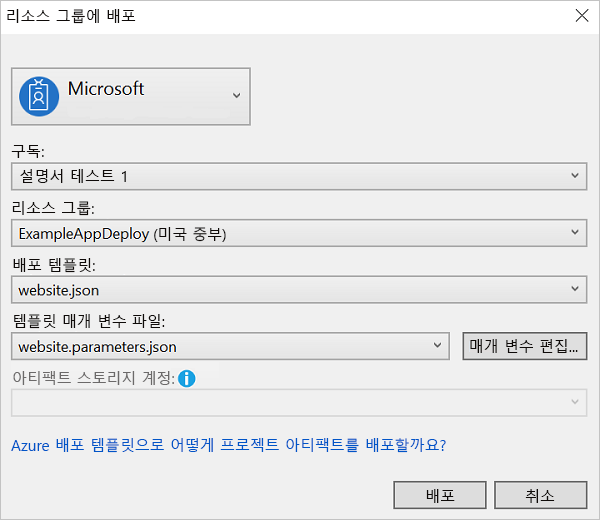 리소스 그룹에 배포
Microsoft
구독:
설명서 테스트 1
리소스 그룹:
ExampleAppDeploy (미국 중부)
배포 템플릿:
website.json
템플릿 매개 변수 파일:
website.parameters.json
매개 변수 편집...
아티팩트 스토리지 계정:
Azure 배포 템플릿으로 어떻게 프로젝트 아티팩트를 배포할까요?
배포
취소